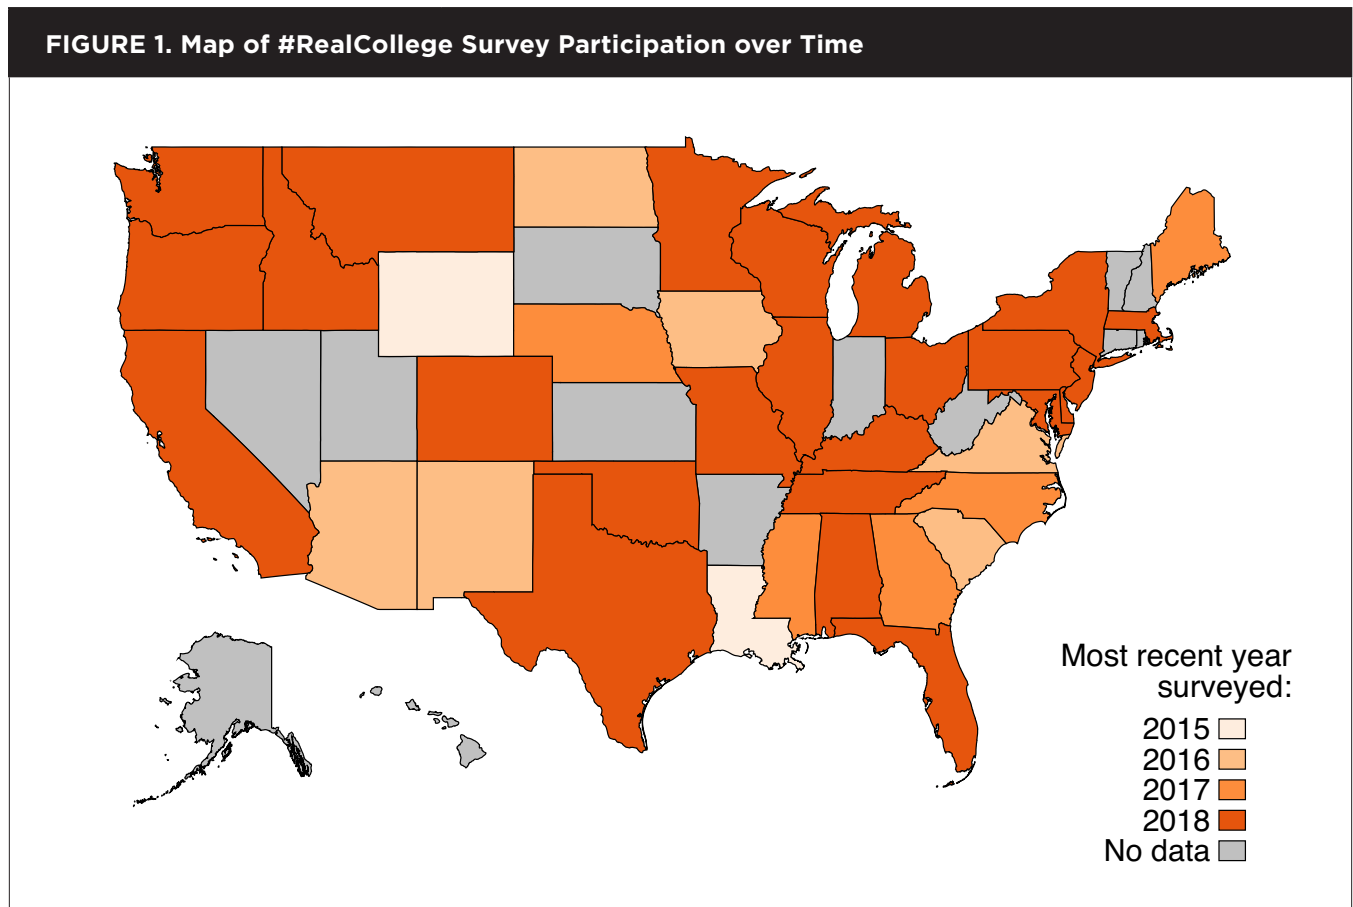 FIGURE 1. Map of #RealCollege Survey Participation over Time
Most recent year
surveyed:
2015
2016
2017
2018
No data